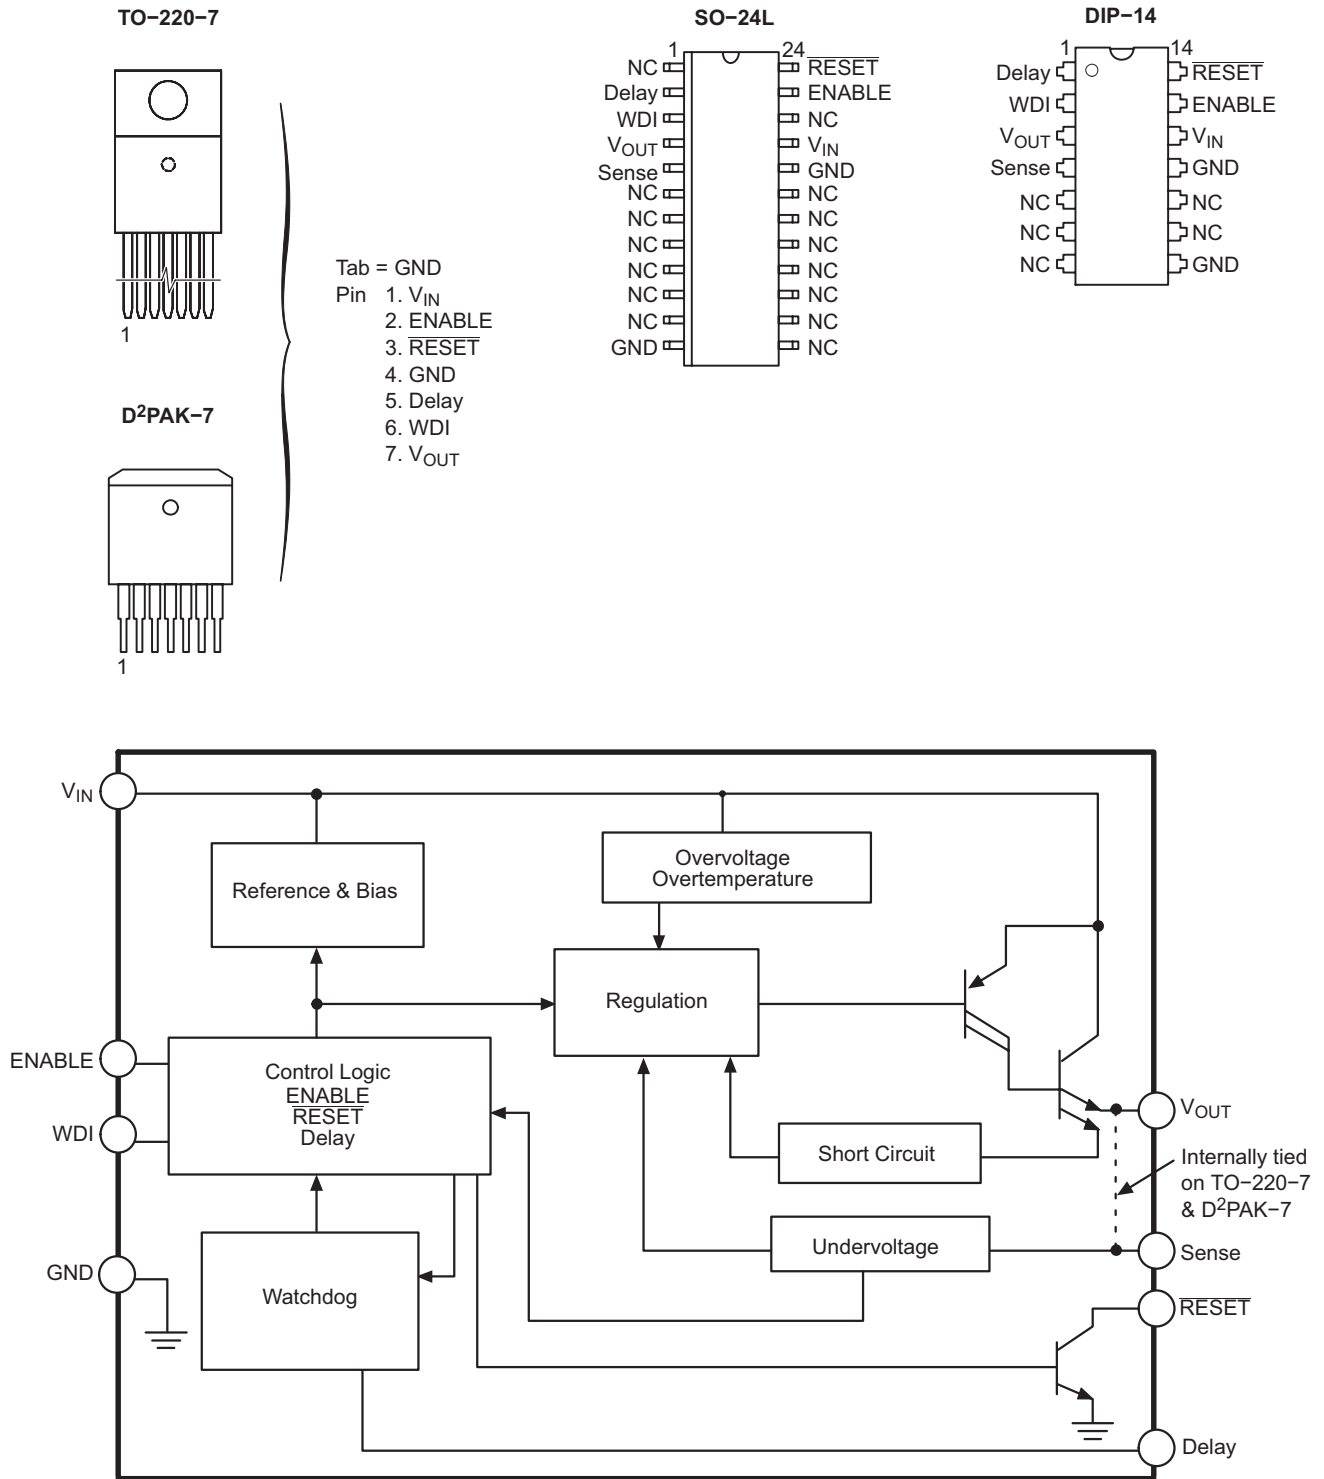 TO−220−7
SO−24L
DIP−14
1
24
NC
Delay
WDI
VOUT
Sense
NC
NC
NC
NC
NC
NC
GND
RESET
ENABLE
NC
VIN
GND
NC
NC
NC
NC
NC
NC
NC
1
14
Delay
WDI
VOUT
Sense
NC
NC
NC
RESET
ENABLE
VIN
GND
NC
NC
GND
1
Tab = GND
Pin 1. VIN
2. ENABLE
3. RESET
4. GND
5. Delay
6. WDI
7. VOUT
D2PAK−7
1
VIN
Reference & Bias
Overvoltage
Overtemperature
Regulation
ENABLE
WDI
Control Logic
ENABLE
RESET
Delay
VOUT
Short Circuit
Internally tied
on TO−220−7
& D2PAK−7
Undervoltage
Sense
GND
Watchdog
RESET
Delay